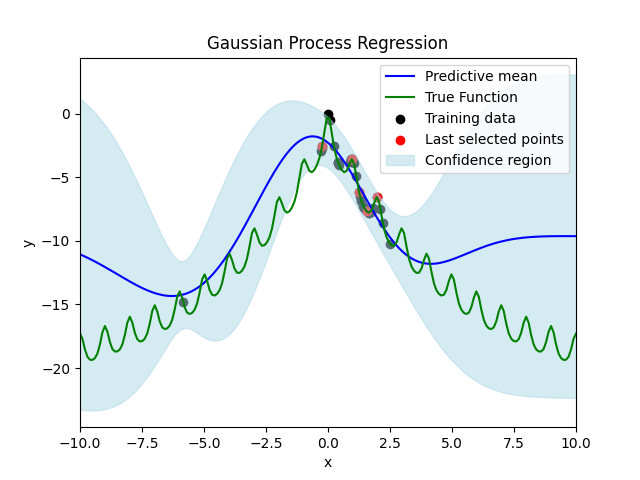 Gaussian Process Regression
Predictive mean
True Function
Training data
Last selected points
Confidence region
0
−5
−10
−15
−20
y
−10.0
−7.5
−5.0
−2.5
0.0
2.5
5.0
7.5
10.0
x